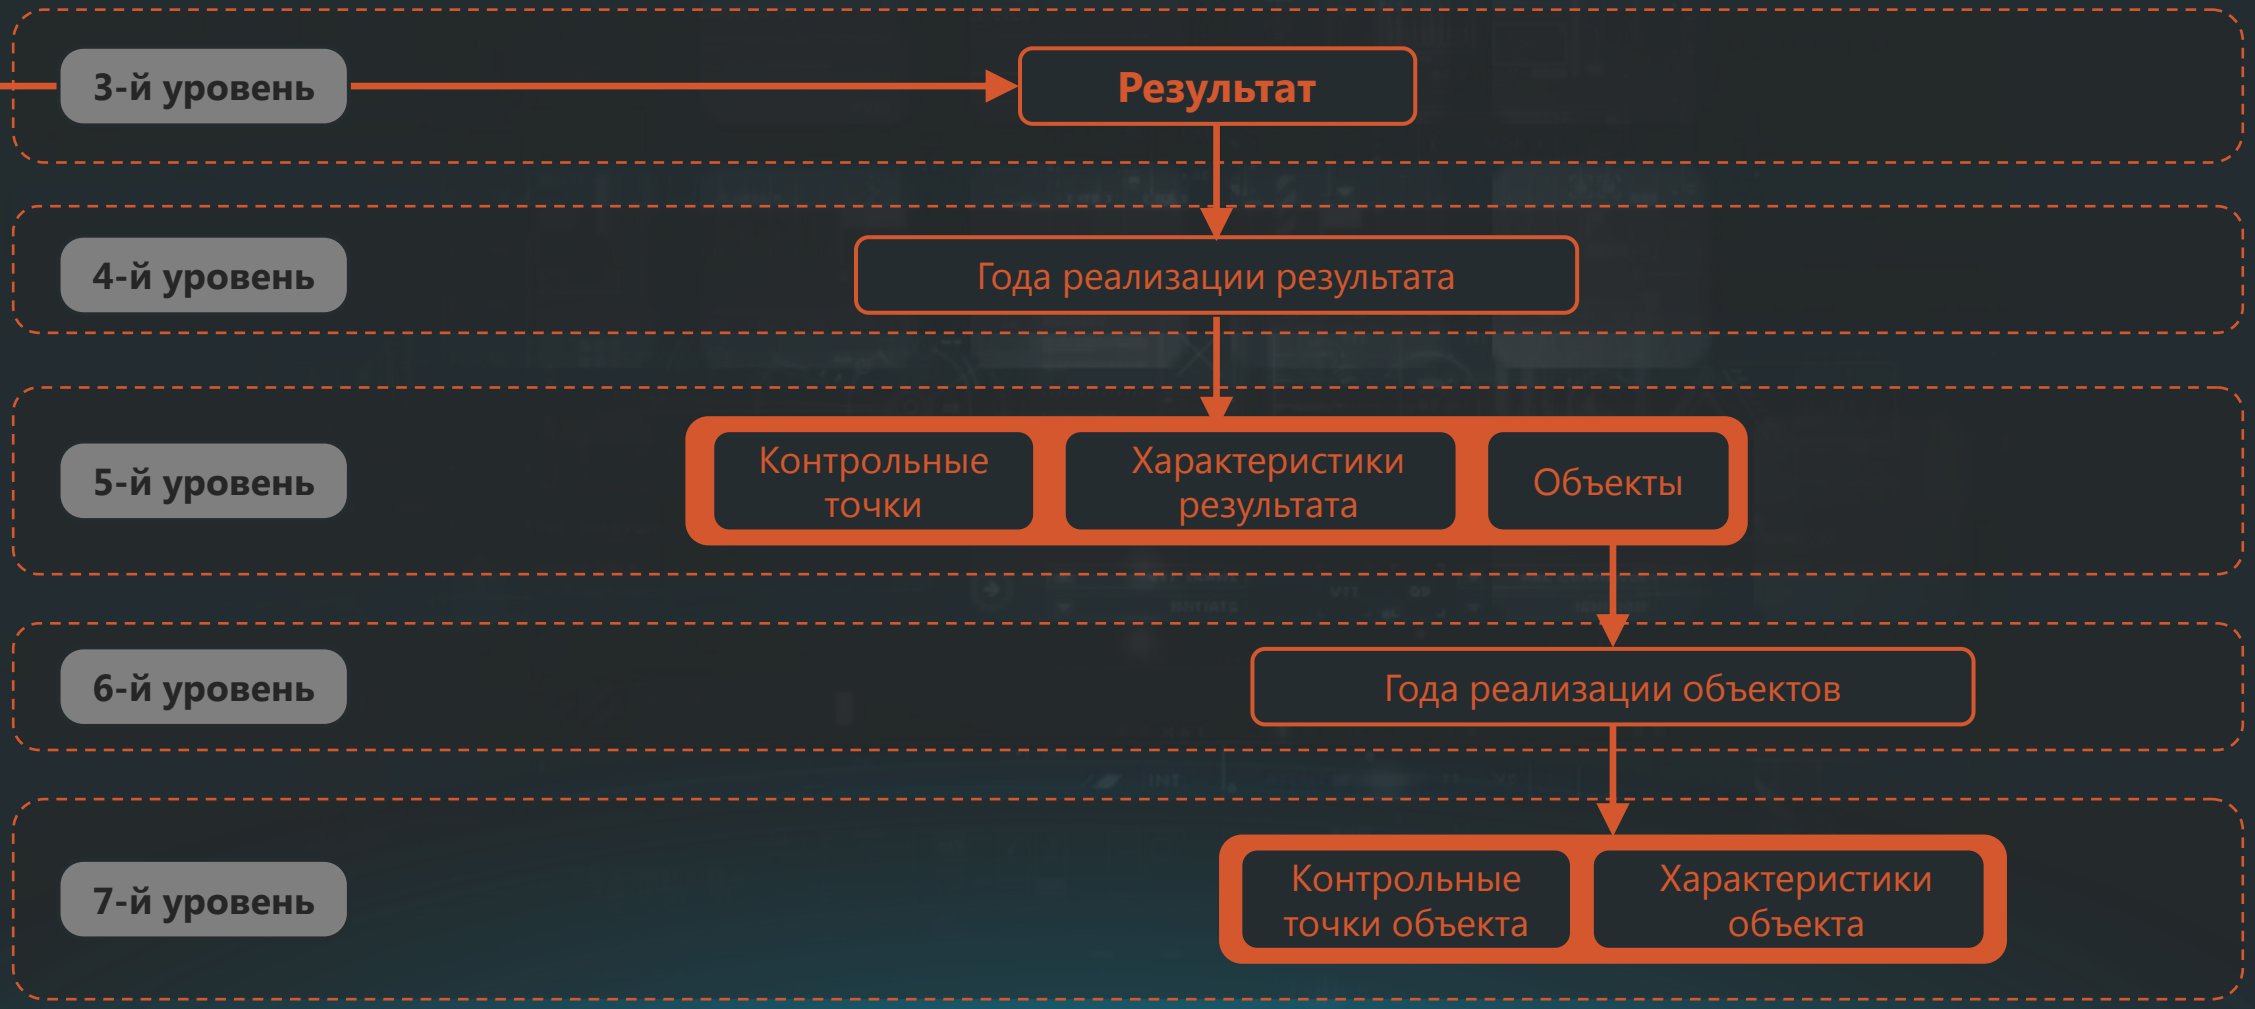 3-й уровень
Результат
4-й уровень
Года реализации результата
5-й уровень
Контрольные
точки
Характеристики
результата
Объекты
6-й уровень
Года реализации объектов
7-й уровень
Контрольные
точки объекта
Характеристики
объекта